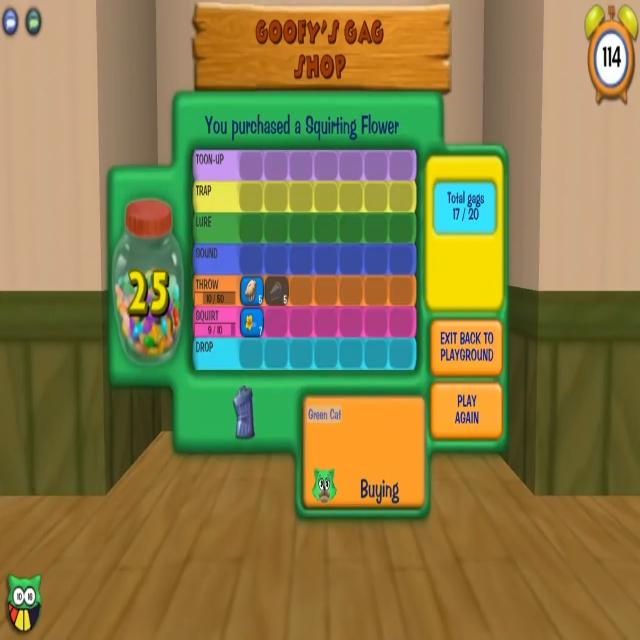 GOOFY'S GAG
SHOP
114
You purchased a Squirting Flower
TOON-UP
TRAP
LURE
SOUND
THROW
10 / 50
5
5
SQUIRT
9 / 10
7
DROP
25
Total gags
17 / 20
EXIT BACK TO
PLAYGROUND
PLAY
AGAIN
Green Cat
Buying